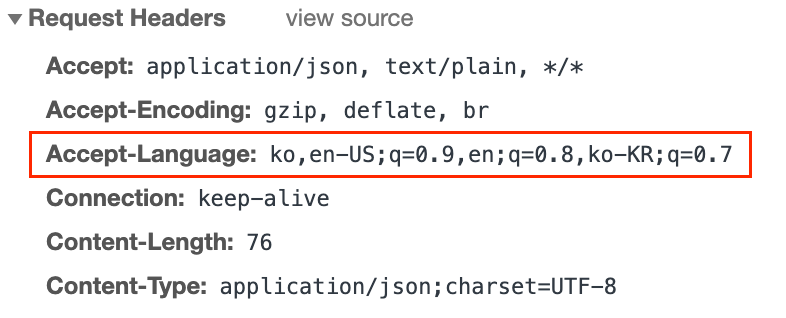 Request Headers view source
Accept: application/json, text/plain, */*
Accept-Encoding: gzip, deflate, br
Accept-Language: ko,en-US;q=0.9,en;q=0.8,ko-KR;q=0.7
Connection: keep-alive
Content-Length: 76
Content-Type: application/json;charset=UTF-8